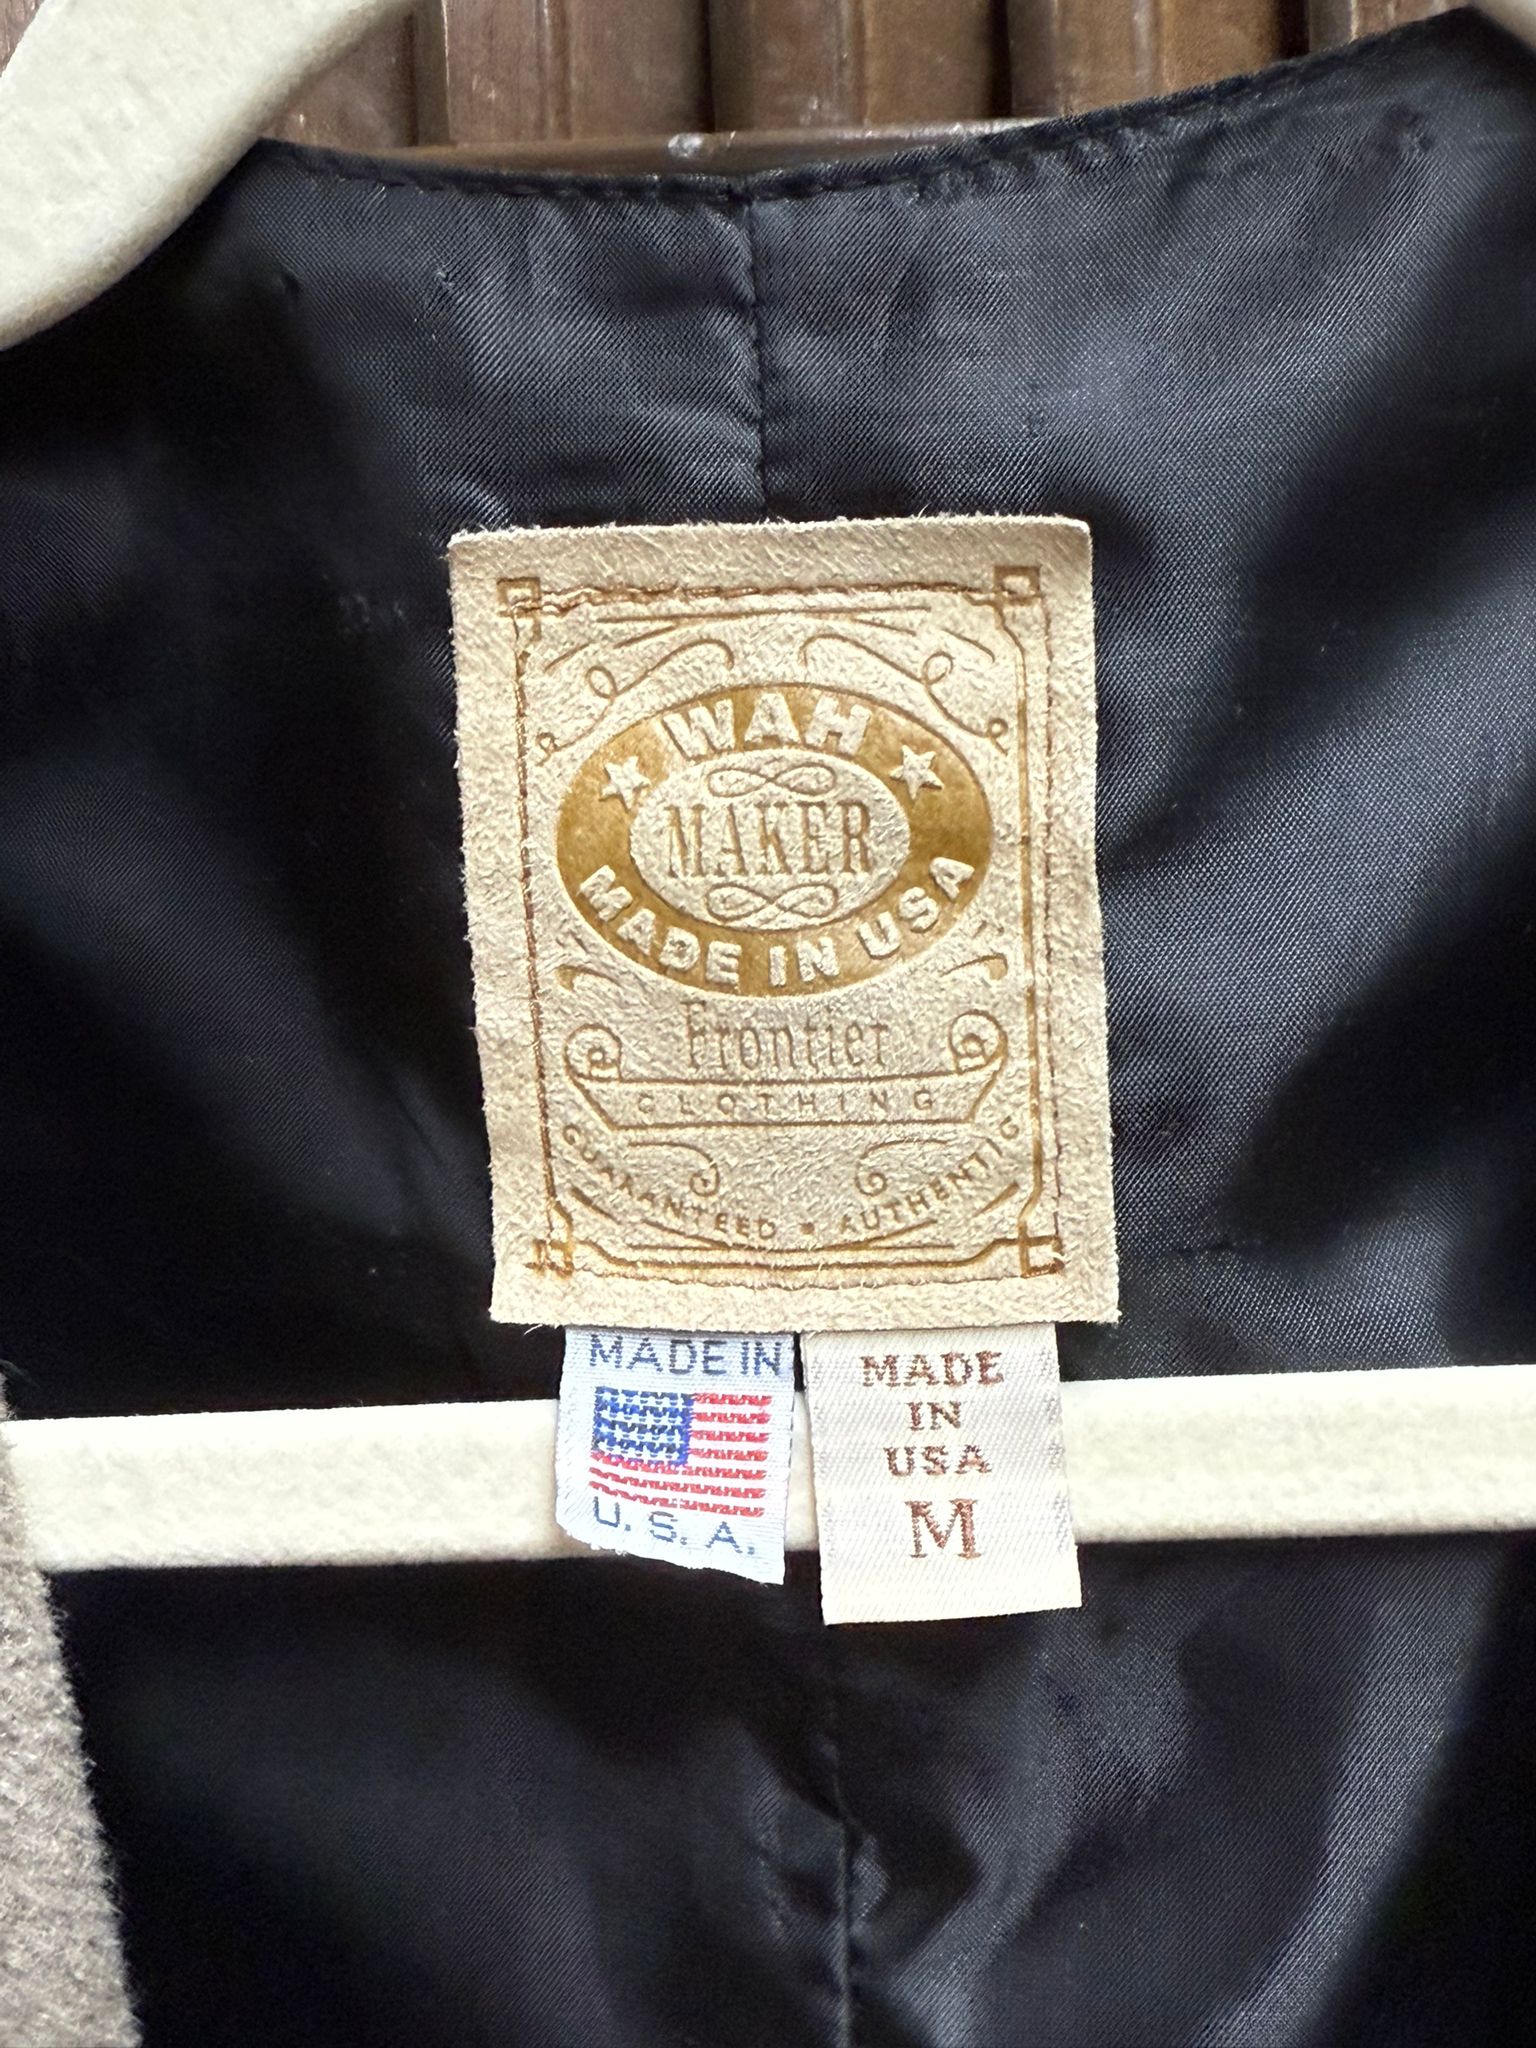 WAH
MAKER
MADE IN USA
Frontier
CLOTHING
GUARANTEED • AUTHENTIC
MADE IN
U.S.A.
MADE
IN
USA
M